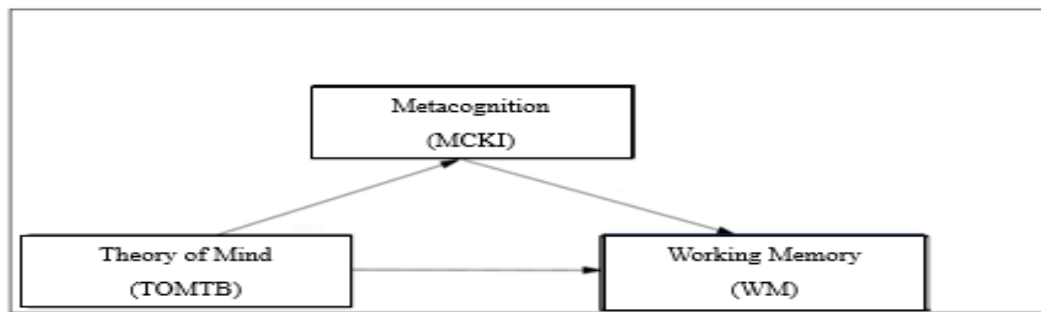 Metacognition
(MCKI)
Theory of Mind
(TOMTB)
Working Memory
(WM)